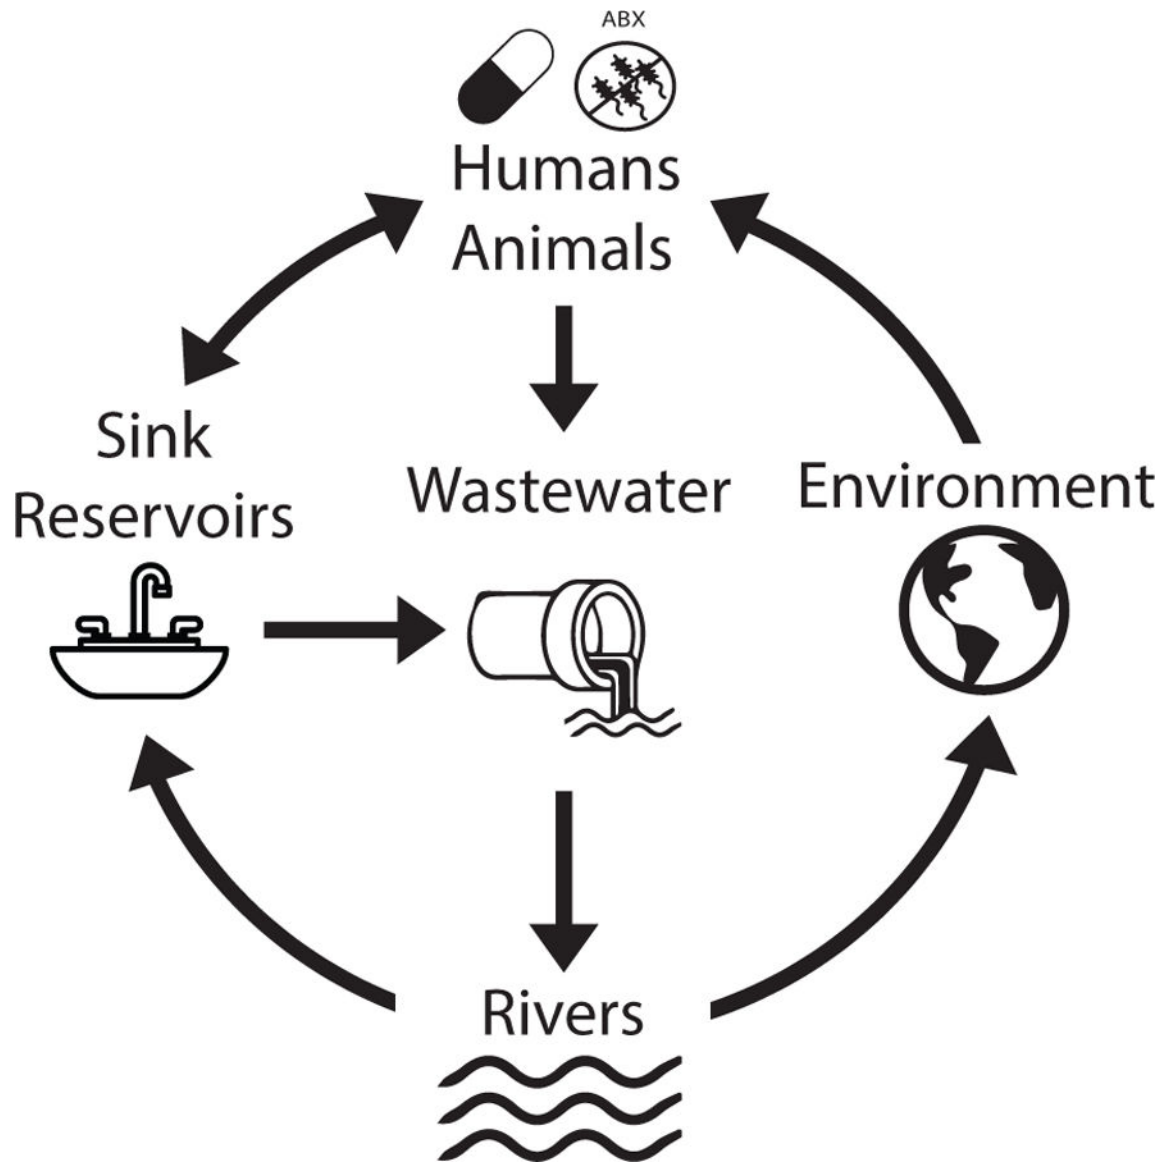 ABX
Humans
Animals
Sink
Reservoirs
Wastewater
Environment
Rivers